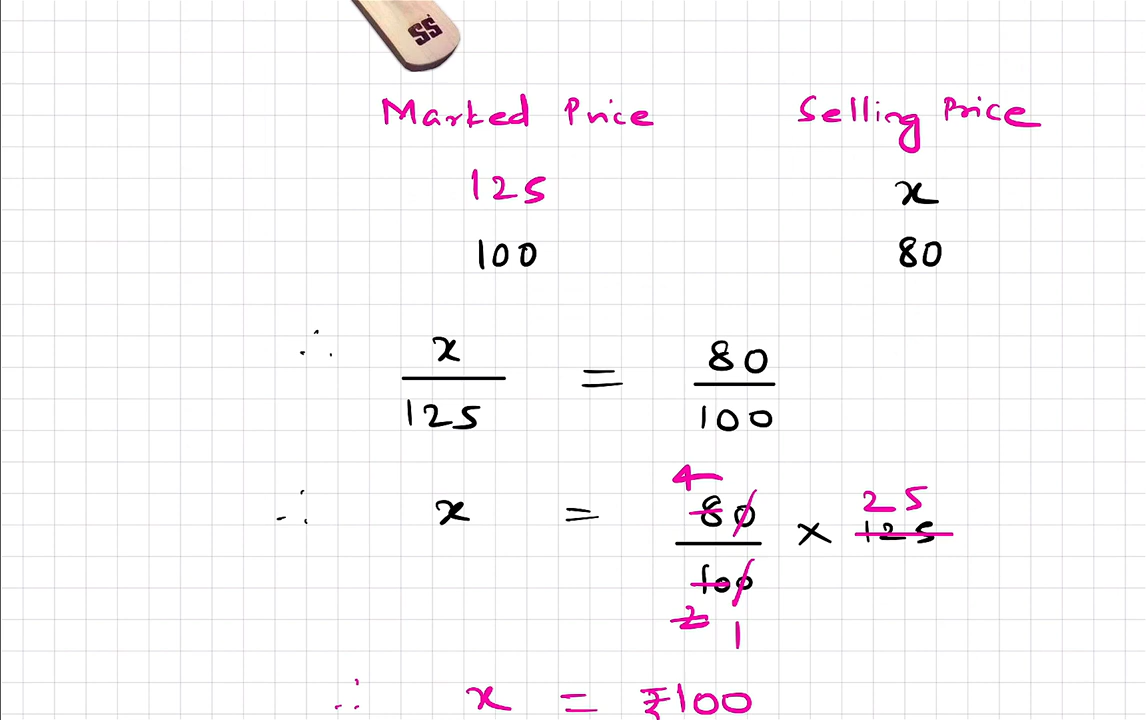 SS
Marked Price Selling Price
125 x
100 80
∴ x/125 = 80/100
4 25
∴ x = 80/100 × 125
2
1
∴ x = ₹100